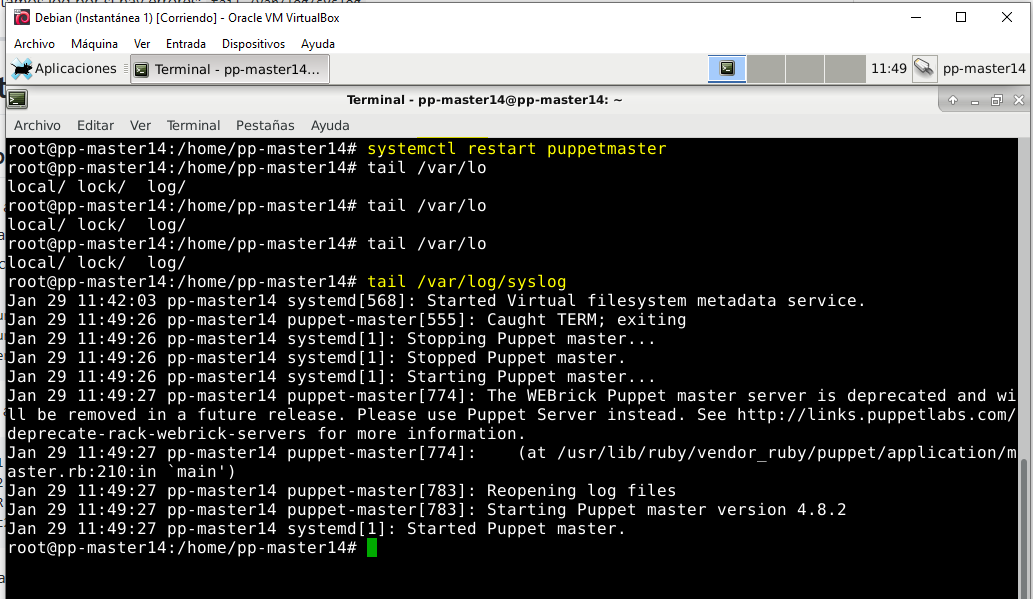 Debian (Instantánea 1) [Corriendo] - Oracle VM VirtualBox
Archivo Máquina Ver Entrada Dispositivos Ayuda
Aplicaciones Terminal - pp-master14... 11:49 pp-master14
Terminal - pp-master14@pp-master14: ~
Archivo Editar Ver Terminal Pestañas Ayuda
root@pp-master14:/home/pp-master14# systemctl restart puppetmaster
root@pp-master14:/home/pp-master14# tail /var/lo
local/ lock/  log/
root@pp-master14:/home/pp-master14# tail /var/lo
local/ lock/  log/
root@pp-master14:/home/pp-master14# tail /var/lo
local/ lock/  log/
root@pp-master14:/home/pp-master14# tail /var/log/syslog
Jan 29 11:42:03 pp-master14 systemd[568]: Started Virtual filesystem metadata service.
Jan 29 11:49:26 pp-master14 puppet-master[555]: Caught TERM; exiting
Jan 29 11:49:26 pp-master14 systemd[1]: Stopping Puppet master...
Jan 29 11:49:26 pp-master14 systemd[1]: Stopped Puppet master.
Jan 29 11:49:26 pp-master14 systemd[1]: Starting Puppet master...
Jan 29 11:49:27 pp-master14 puppet-master[774]: The WEBrick Puppet master server is deprecated and wi
ll be removed in a future release. Please use Puppet Server instead. See http://links.puppetlabs.com/
deprecate-rack-webrick-servers for more information.
Jan 29 11:49:27 pp-master14 puppet-master[774]:    (at /usr/lib/ruby/vendor_ruby/puppet/application/m
aster.rb:210:in `main')
Jan 29 11:49:27 pp-master14 puppet-master[783]: Reopening log files
Jan 29 11:49:27 pp-master14 puppet-master[783]: Starting Puppet master version 4.8.2
Jan 29 11:49:27 pp-master14 systemd[1]: Started Puppet master.
root@pp-master14:/home/pp-master14#